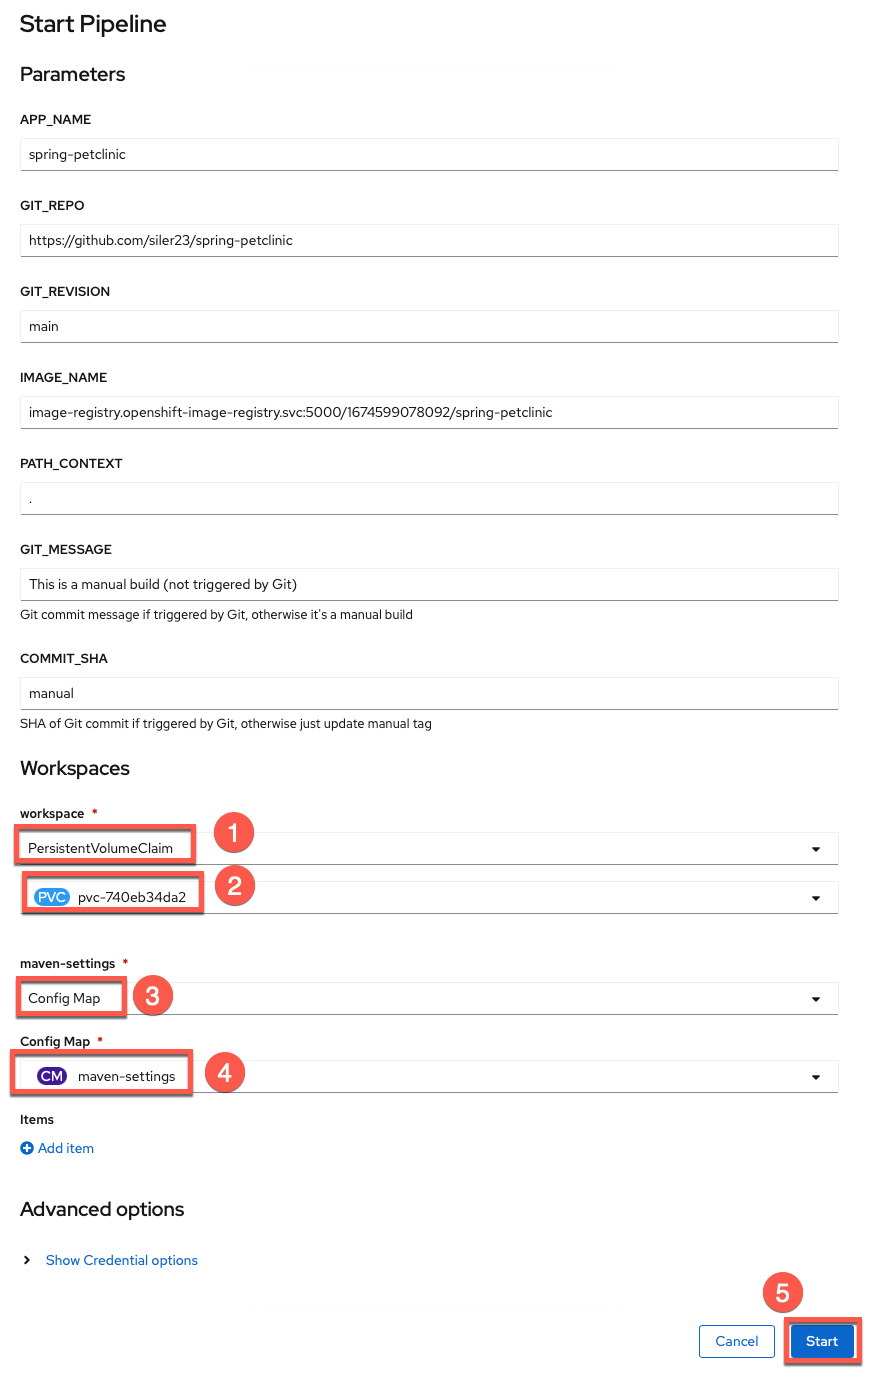 Start Pipeline
Parameters
APP_NAME
spring-petclinic
GIT_REPO
https://github.com/siler23/spring-petclinic
GIT_REVISION
main
IMAGE_NAME
image-registry.openshift-image-registry.svc:5000/1674599078092/spring-petclinic
PATH_CONTEXT
.
GIT_MESSAGE
This is a manual build (not triggered by Git)
Git commit message if triggered by Git, otherwise it's a manual build
COMMIT_SHA
manual
SHA of Git commit if triggered by Git, otherwise just update manual tag
Workspaces
workspace *
PersistentVolumeClaim 1
PVC pvc-740eb34da2 2
maven-settings *
Config Map 3
Config Map *
CM maven-settings 4
Items
Add item
Advanced options
Show Credential options
5
Cancel Start